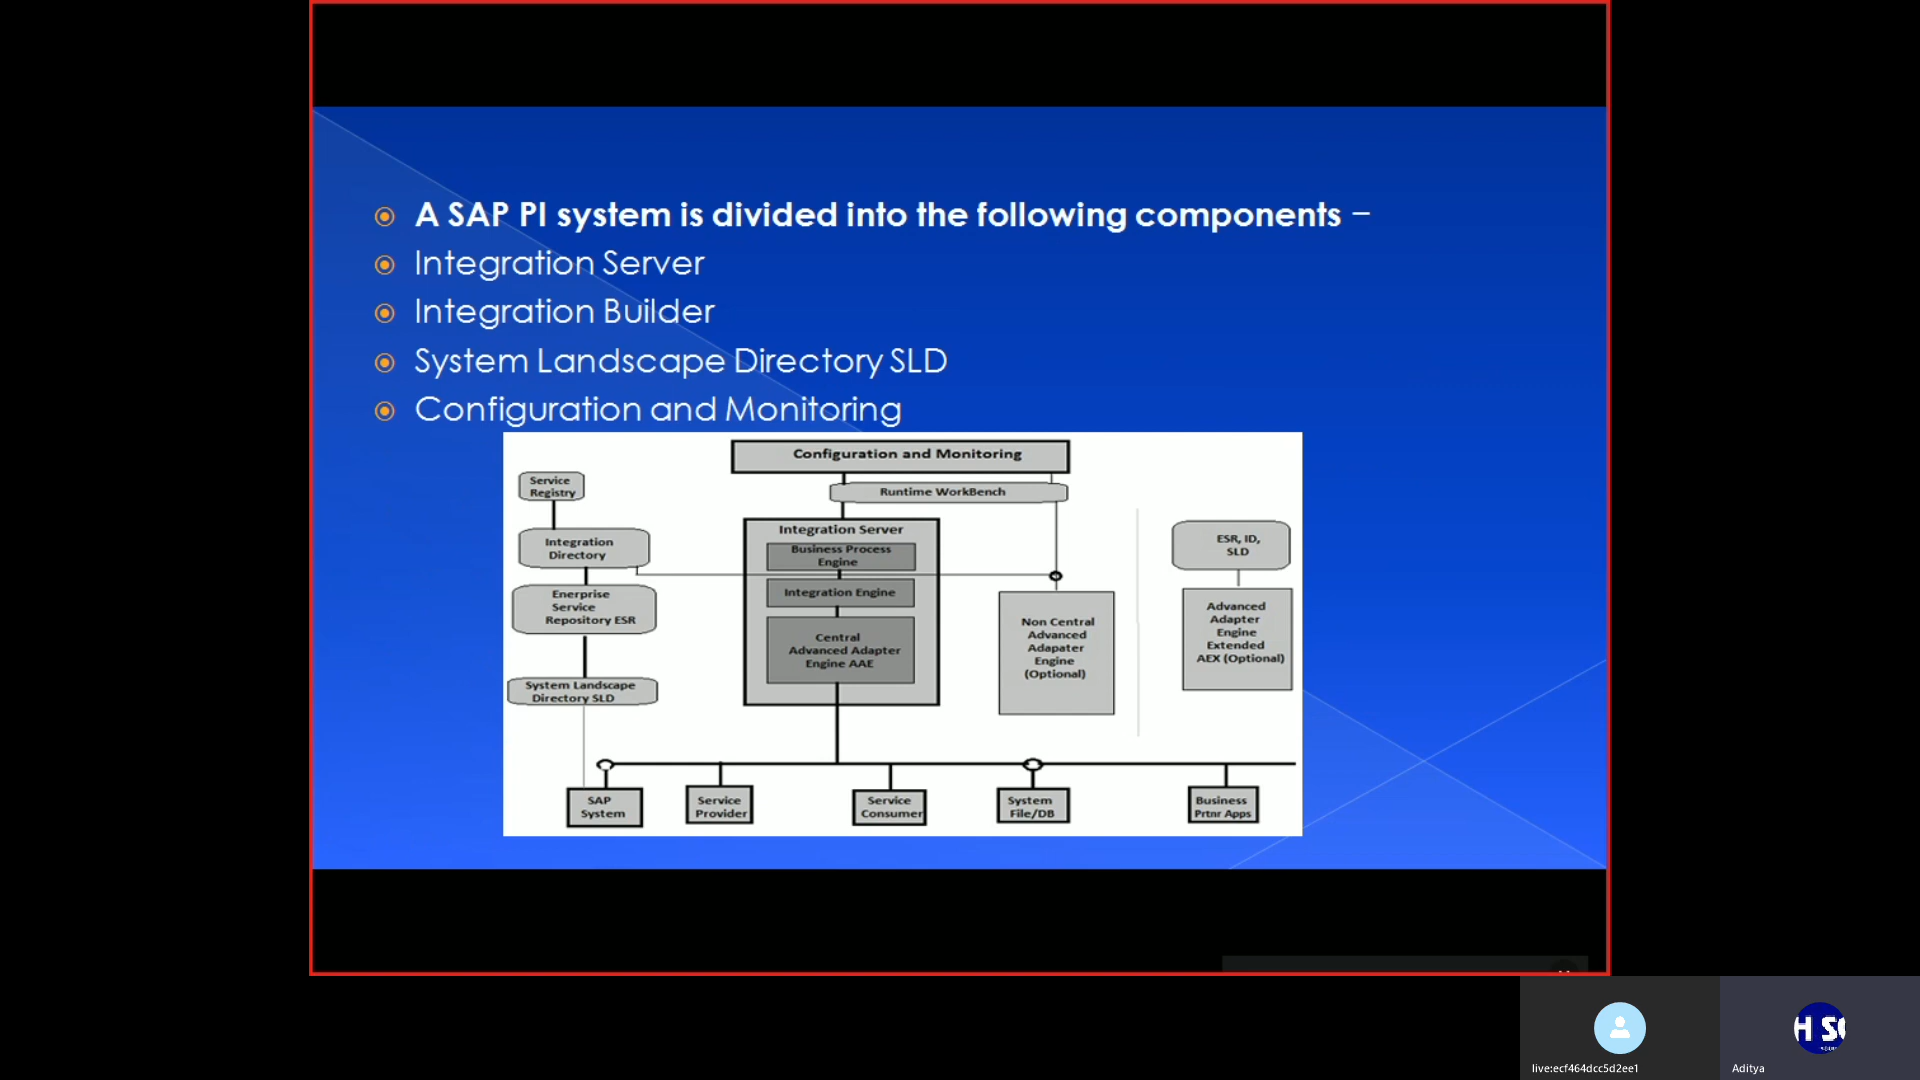 A SAP PI system is divided into the following components –
Integration Server
Integration Builder
System Landscape Directory SLD
Configuration and Monitoring
Configuration and Monitoring
Runtime WorkBench
Service
Registry
Integration
Directory
Enerprise
Service
Repository ESR
System Landscape
Directory SLD
Integration Server
Business Process
Engine
Integration Engine
Central
Advanced Adapter
Engine AAE
Non Central
Advanced
Adapater
Engine
(Optional)
ESR, ID,
SLD
Advanced
Adapter
Engine
Extended
AEX (Optional)
SAP
System
Service
Provider
Service
Consumer
System
File/DB
Business
Prtnr Apps
H S
live:ecf464dcc5d2ee1
Aditya